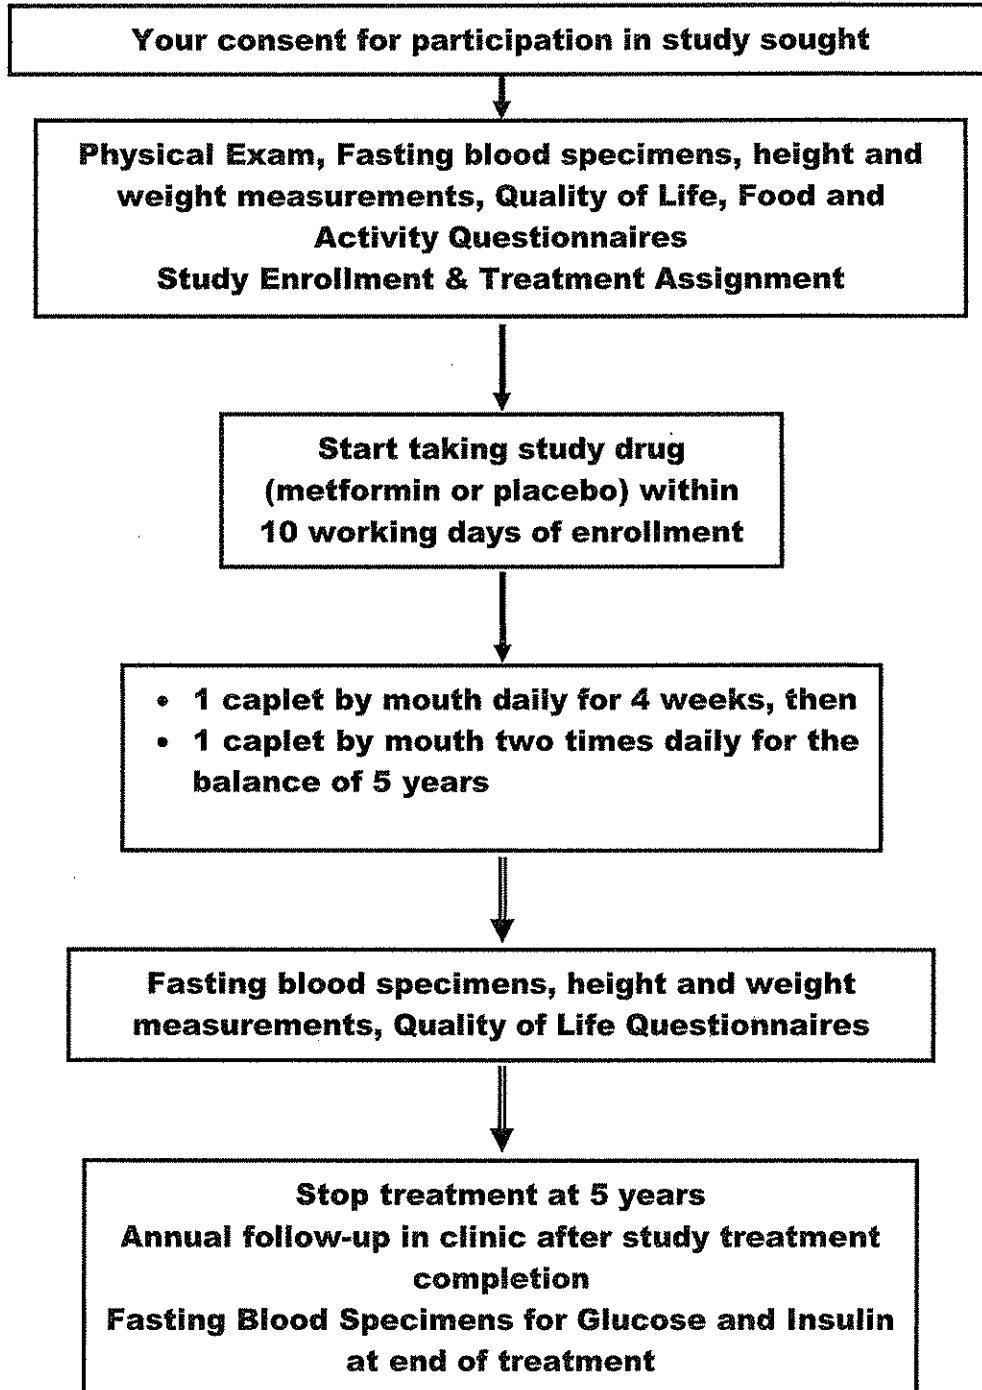 Your consent for participation in study sought
Physical Exam, Fasting blood specimens, height and
weight measurements, Quality of Life, Food and
Activity Questionnaires
Study Enrollment & Treatment Assignment
Start taking study drug
(metformin or placebo) within
10 working days of enrollment
• 1 caplet by mouth daily for 4 weeks, then
• 1 caplet by mouth two times daily for the
balance of 5 years
Fasting blood specimens, height and weight
measurements, Quality of Life Questionnaires
Stop treatment at 5 years
Annual follow-up in clinic after study treatment
completion
Fasting Blood Specimens for Glucose and Insulin
at end of treatment